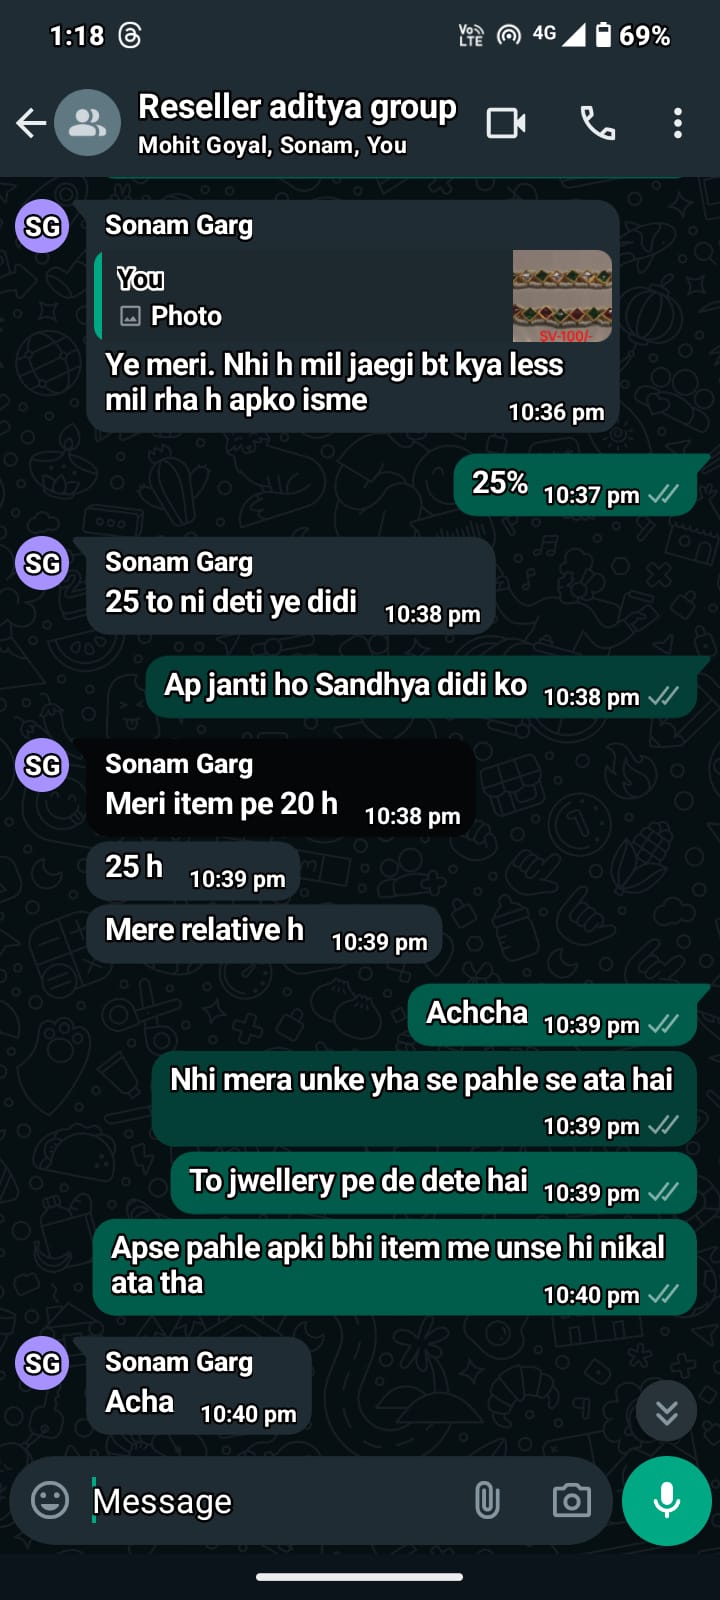 1:18 Vo) LTE 4G 69%
Reseller aditya group
Mohit Goyal, Sonam, You
SG Sonam Garg
You
Photo
SV-100/-
Ye meri. Nhi h mil jaegi bt kya less
mil rha h apko isme 10:36 pm
25% 10:37 pm
SG Sonam Garg
25 to ni deti ye didi 10:38 pm
Ap janti ho Sandhya didi ko 10:38 pm
SG Sonam Garg
Meri item pe 20 h 10:38 pm
25 h 10:39 pm
Mere relative h 10:39 pm
Achcha 10:39 pm
Nhi mera unke yha se pahle se ata hai
10:39 pm
To jwellery pe de dete hai 10:39 pm
Apse pahle apki bhi item me unse hi nikal
ata tha 10:40 pm
SG Sonam Garg
Acha 10:40 pm
Message